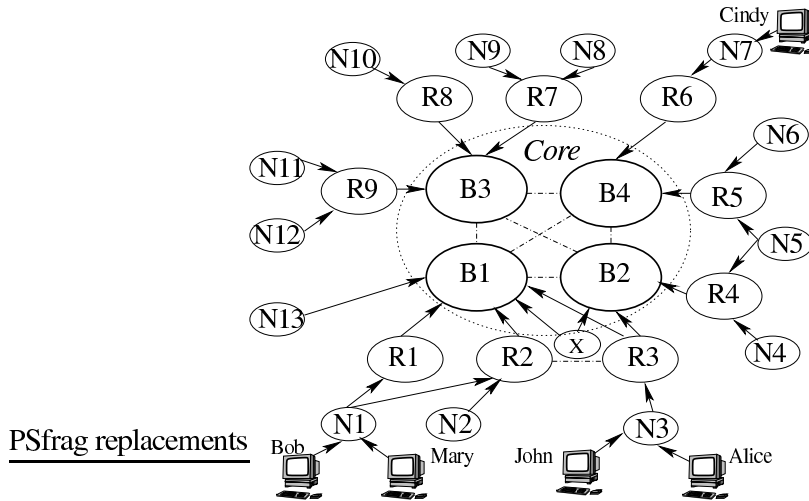 Cindy
N9
N8
N10
N7
R8
R7
R6
N6
Core
N11
R9
B3
B4
R5
N12
N5
B1
B2
R4
N13
X
R1
R2
R3
N4
N1
N2
N3
PSfrag replacements
Bob
Mary
John
Alice